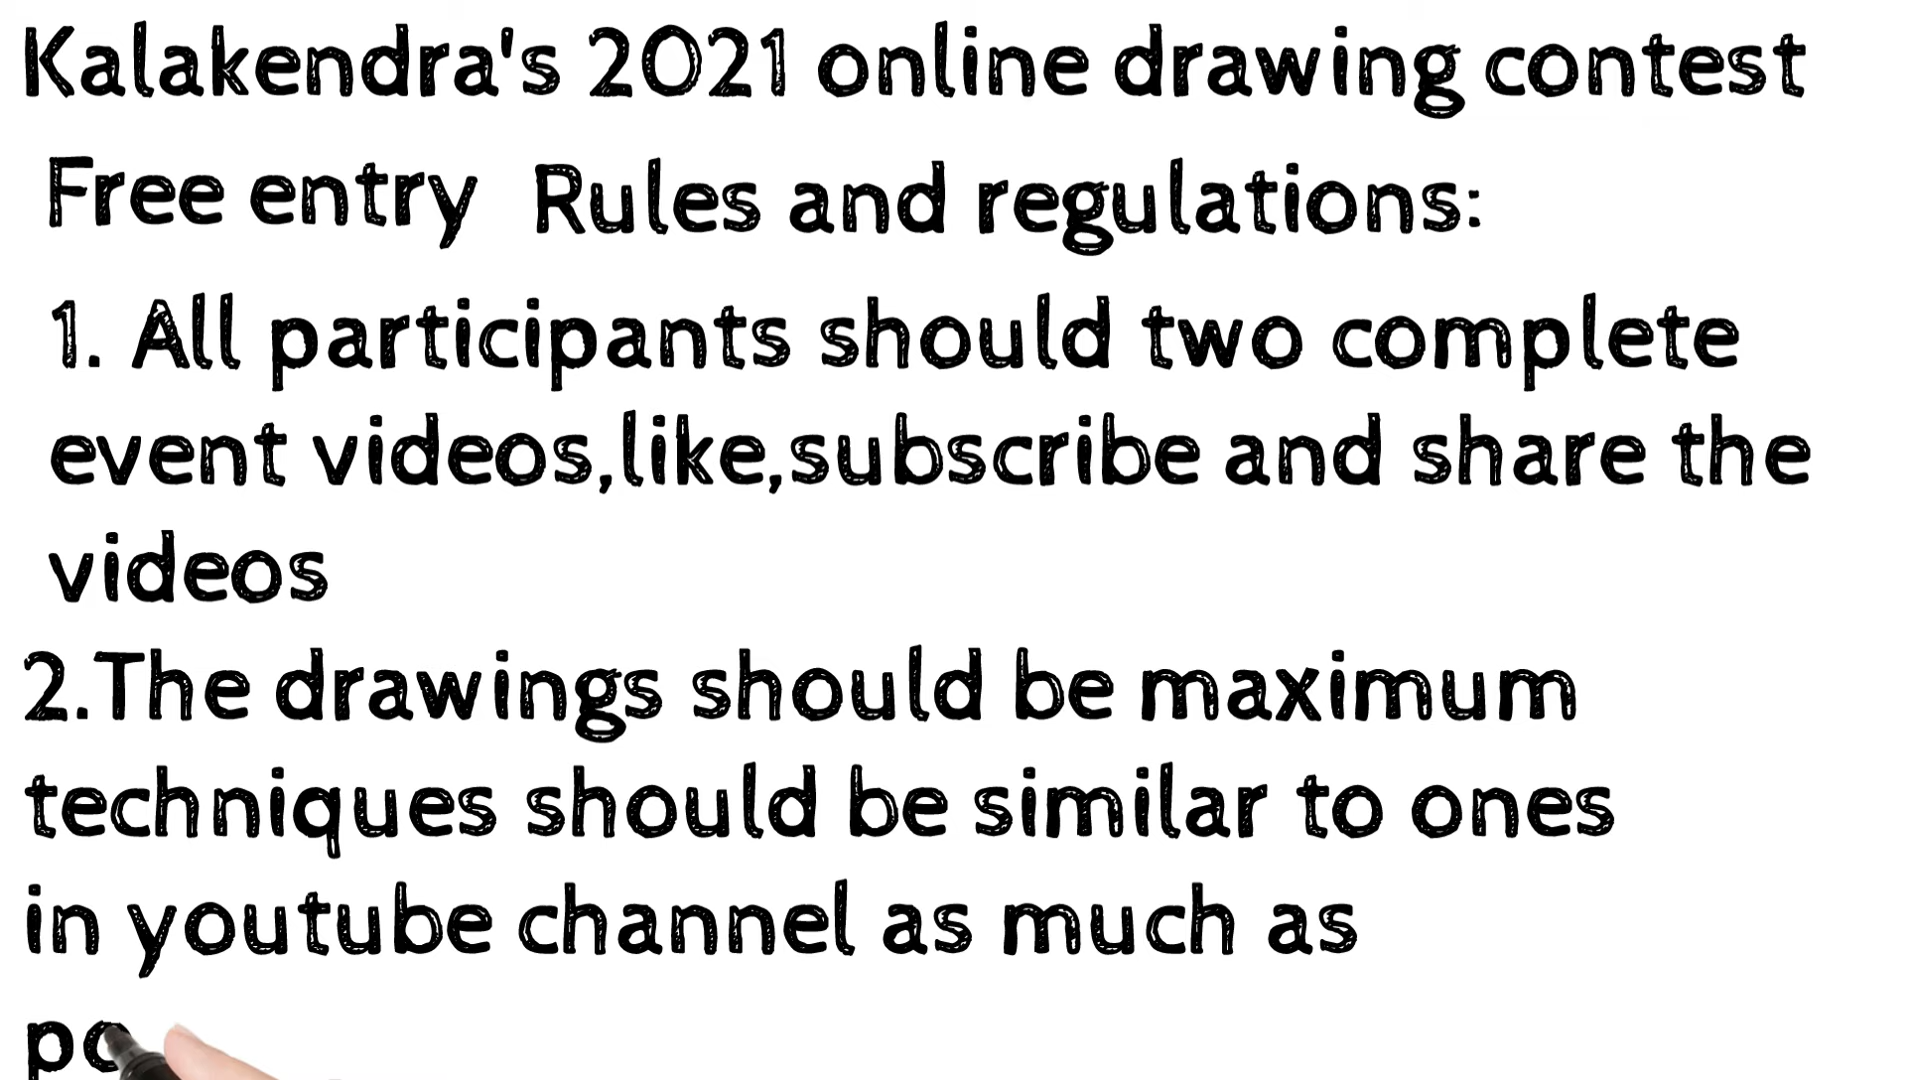 Kalakendra's 2021 online drawing contest
Free entry Rules and regulations:
1. All participants should two complete
event videos,like,subscribe and share the
videos
2.The drawings should be maximum
techniques should be similar to ones
in youtube channel as much as